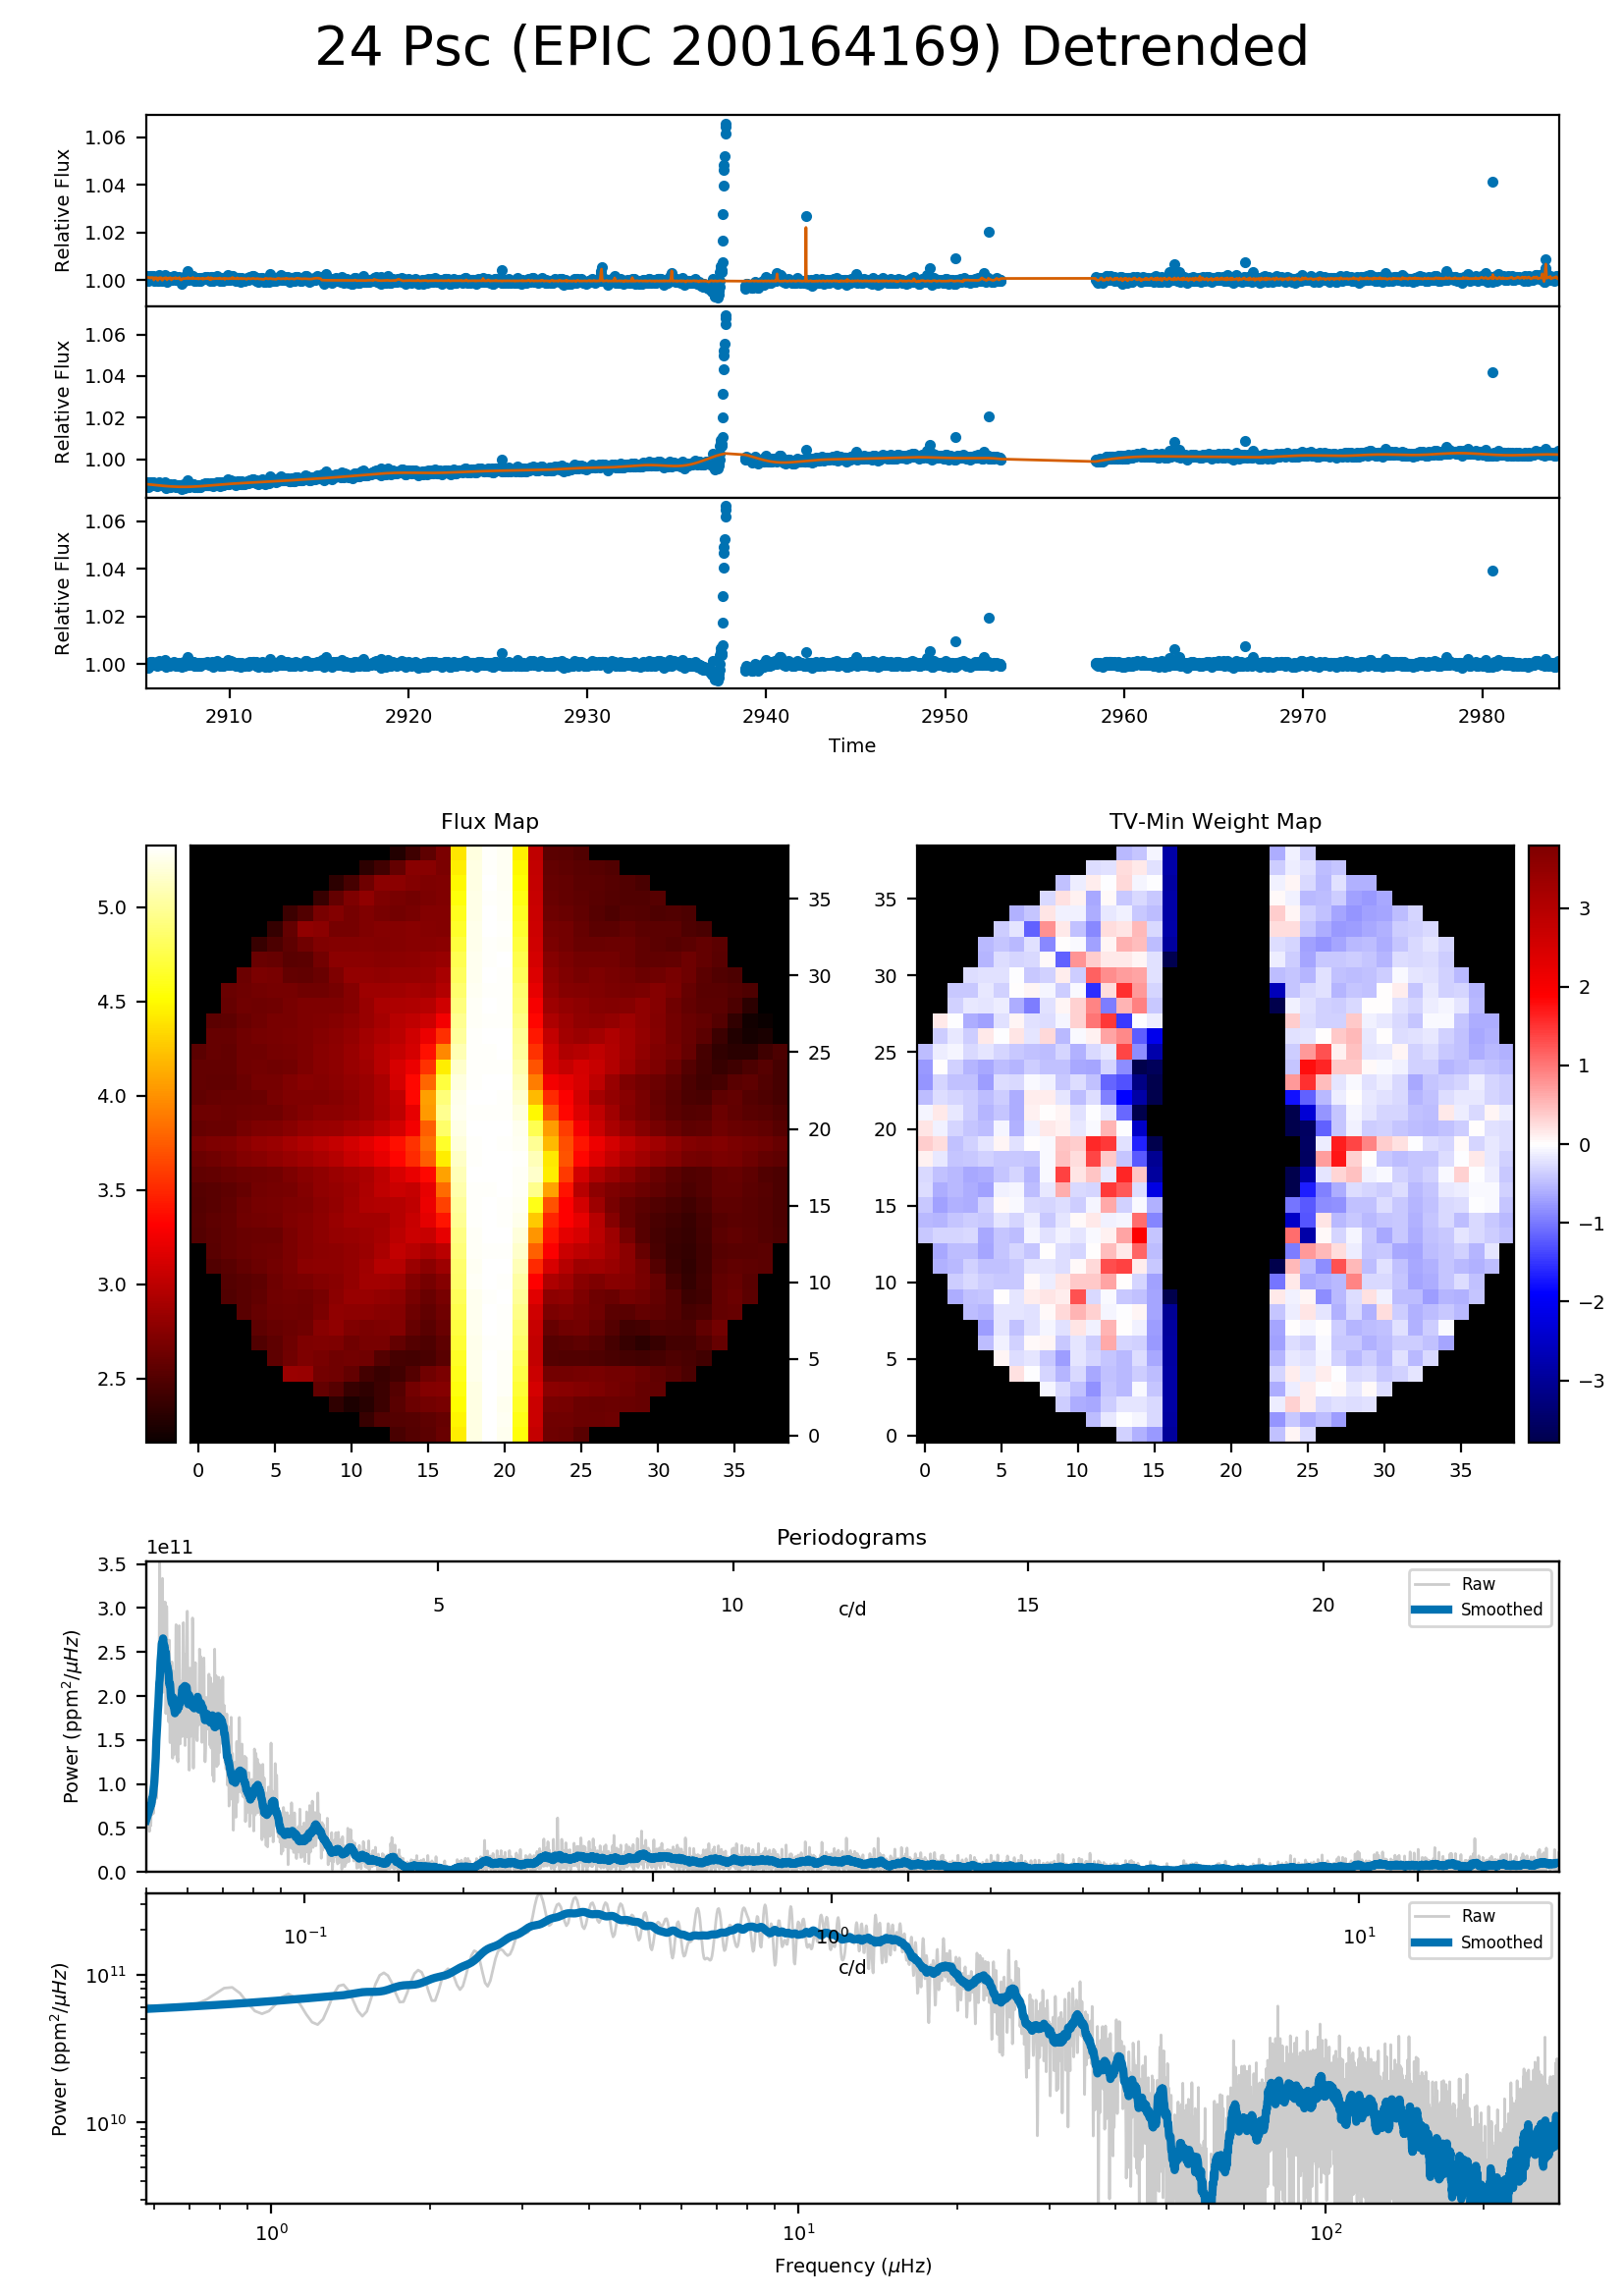 24 Psc (EPIC 200164169) Detrended
1.06
1.04
1.02
1.00
Relative Flux
1.06
1.04
1.02
1.00
Relative Flux
1.06
1.04
1.02
1.00
Relative Flux
2910 2920 2930 2940 2950 2960 2970 2980
Time
Flux Map
5.0
4.5
4.0
3.5
3.0
2.5
35
30
25
20
15
10
5
0
0 5 10 15 20 25 30 35
TV-Min Weight Map
35
30
25
20
15
10
5
0
0 5 10 15 20 25 30 35
3
2
1
0
−1
−2
−3
Periodograms
1e11
3.5
3.0
2.5
2.0
1.5
1.0
0.5
0.0
Power (ppm²/μHz)
5 10 15 20
c/d
Raw
Smoothed
10⁻¹ 10⁰ 10¹
c/d
Raw
Smoothed
10¹¹
10¹⁰
Power (ppm²/μHz)
10⁰ 10¹ 10²
Frequency (μHz)